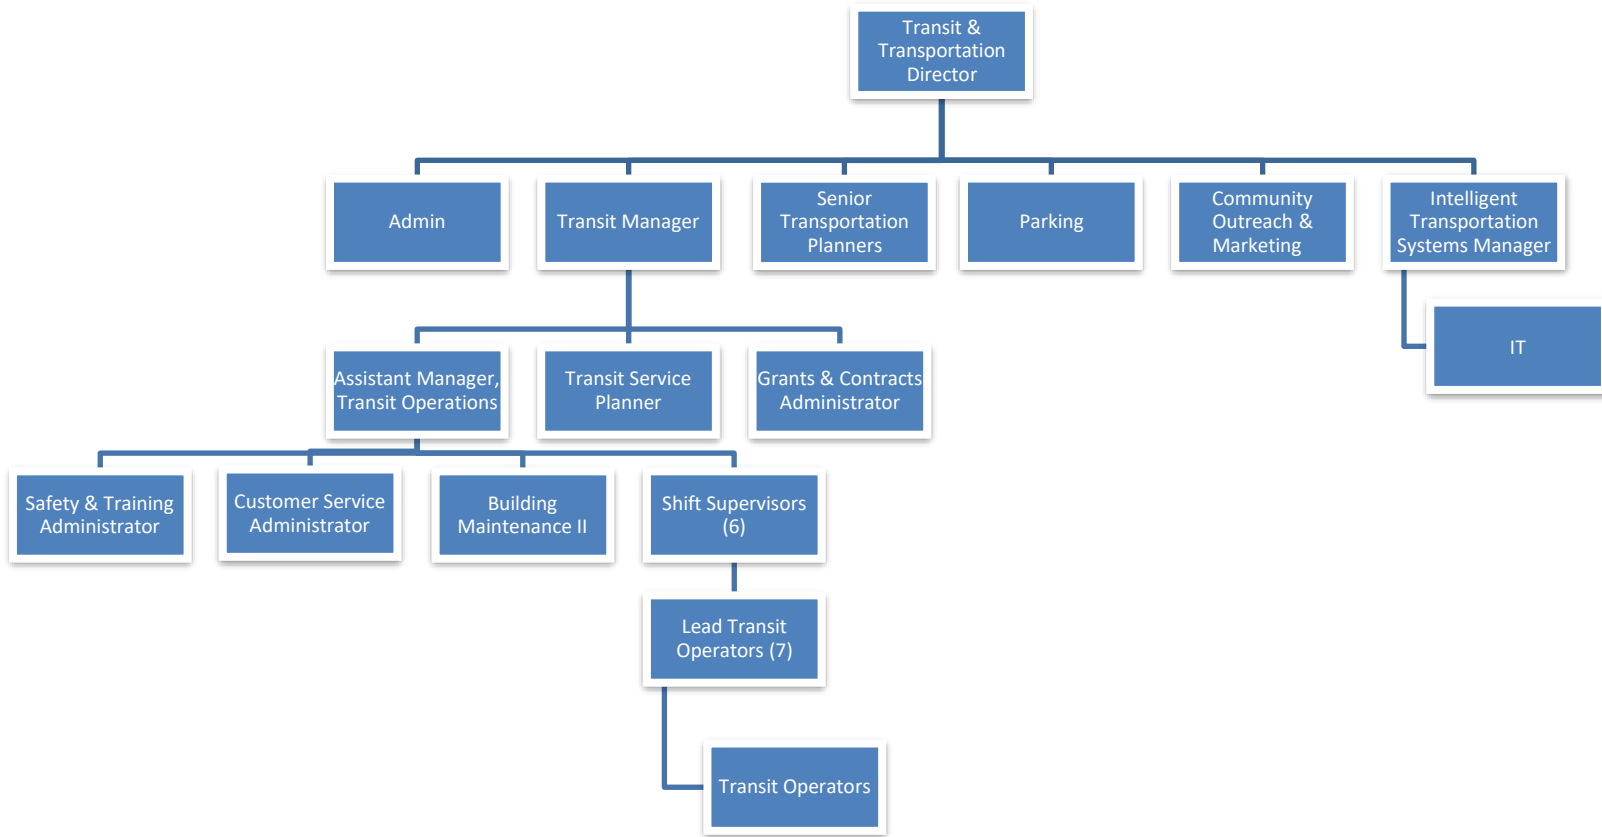 Transit &
Transportation
Director
Admin
Transit Manager
Senior
Transportation
Planners
Parking
Community
Outreach &
Marketing
Intelligent
Transportation
Systems Manager
IT
Assistant Manager,
Transit Operations
Transit Service
Planner
Grants & Contracts
Administrator
Safety & Training
Administrator
Customer Service
Administrator
Building
Maintenance II
Shift Supervisors
(6)
Lead Transit
Operators (7)
Transit Operators